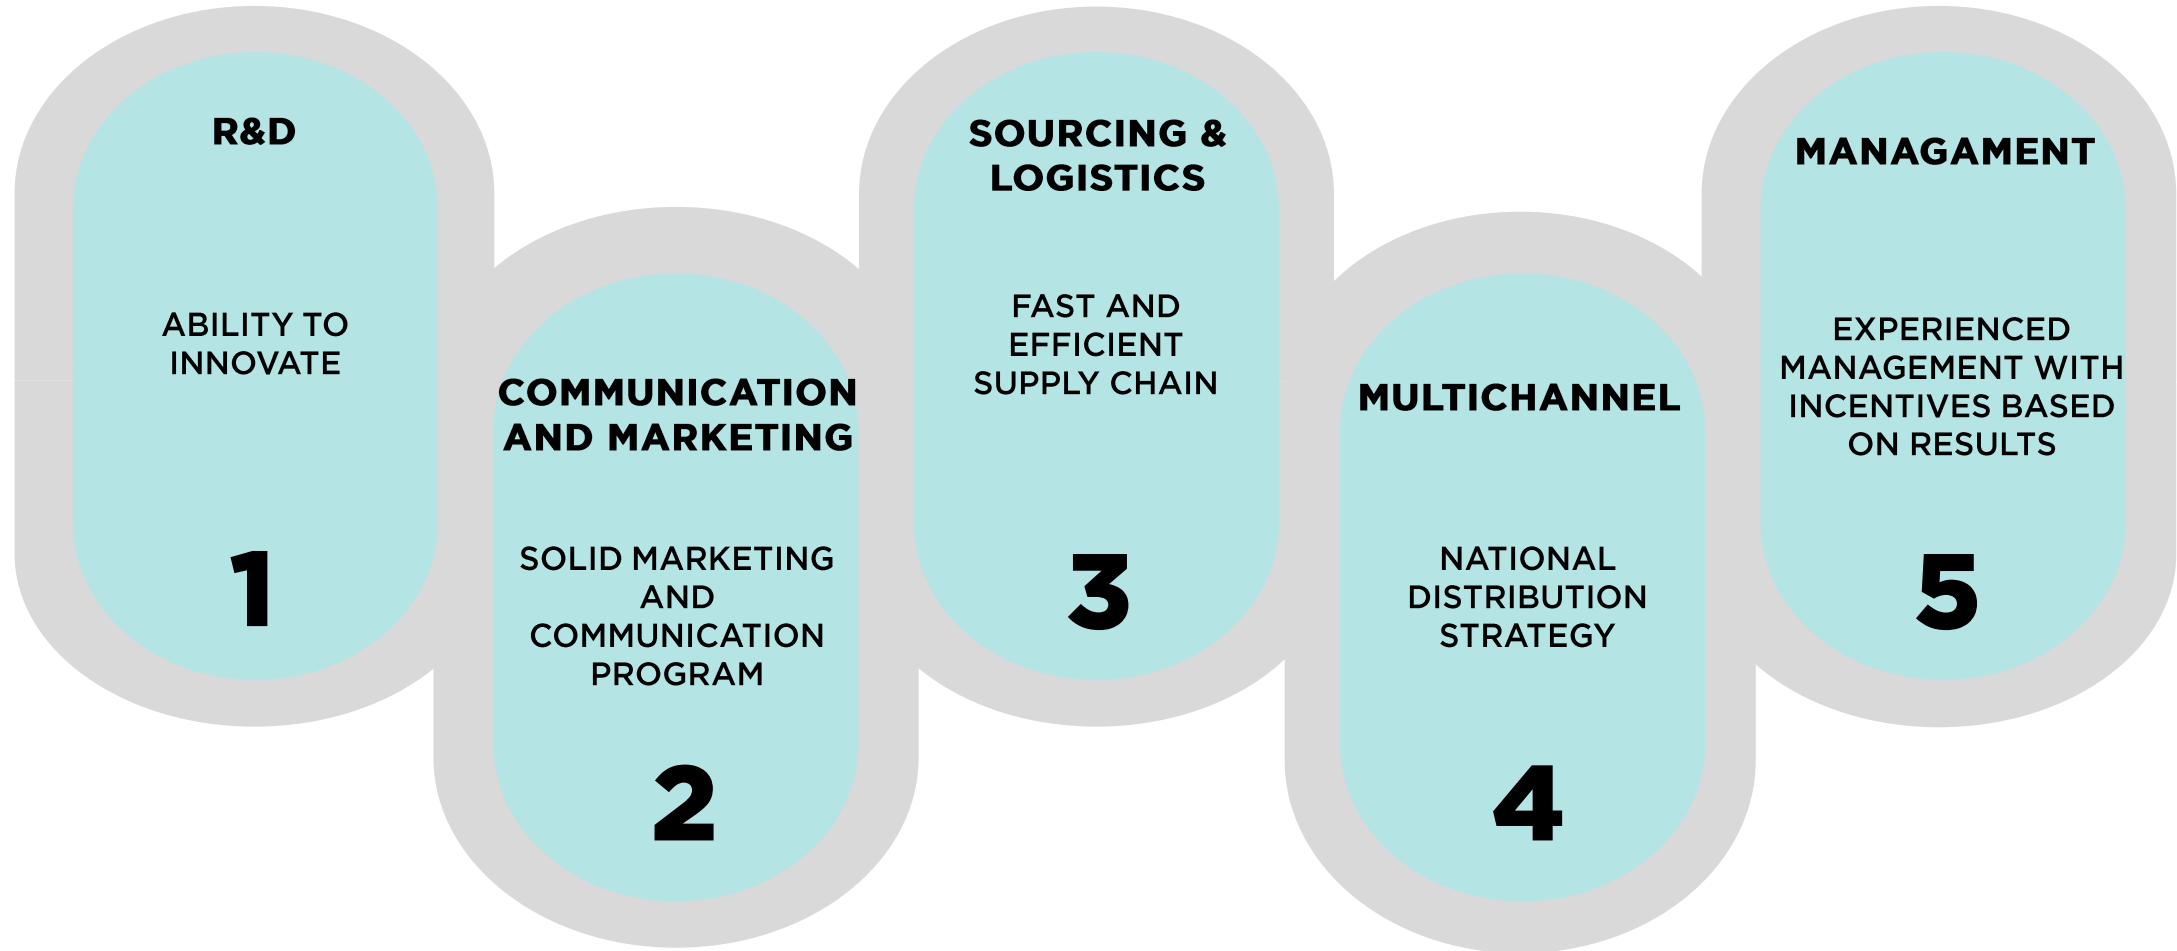 R&D
ABILITY TO
INNOVATE
1
COMMUNICATION
AND MARKETING
SOLID MARKETING
AND
COMMUNICATION
PROGRAM
2
SOURCING &
LOGISTICS
FAST AND
EFFICIENT
SUPPLY CHAIN
3
MULTICHANNEL
NATIONAL
DISTRIBUTION
STRATEGY
4
MANAGAMENT
EXPERIENCED
MANAGEMENT WITH
INCENTIVES BASED
ON RESULTS
5